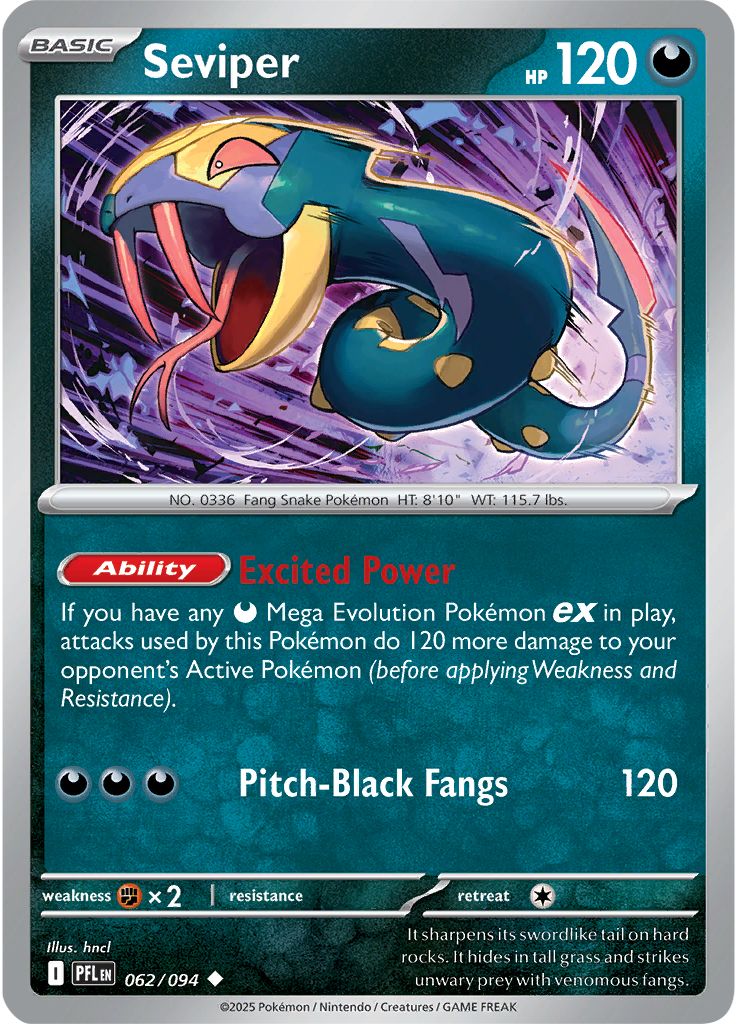 BASIC
Seviper
HP 120
NO. 0336 Fang Snake Pokémon HT: 8'10" WT: 115.7 lbs.
Ability Excited Power
If you have any Mega Evolution Pokémon ex in play,
attacks used by this Pokémon do 120 more damage to your
opponent's Active Pokémon (before applying Weakness and
Resistance).
Pitch-Black Fangs 120
weakness ×2 resistance retreat
Illus. hncl
I PFL EN 062/094
It sharpens its swordlike tail on hard
rocks. It hides in tall grass and strikes
unwary prey with venomous fangs.
©2025 Pokémon / Nintendo / Creatures / GAME FREAK